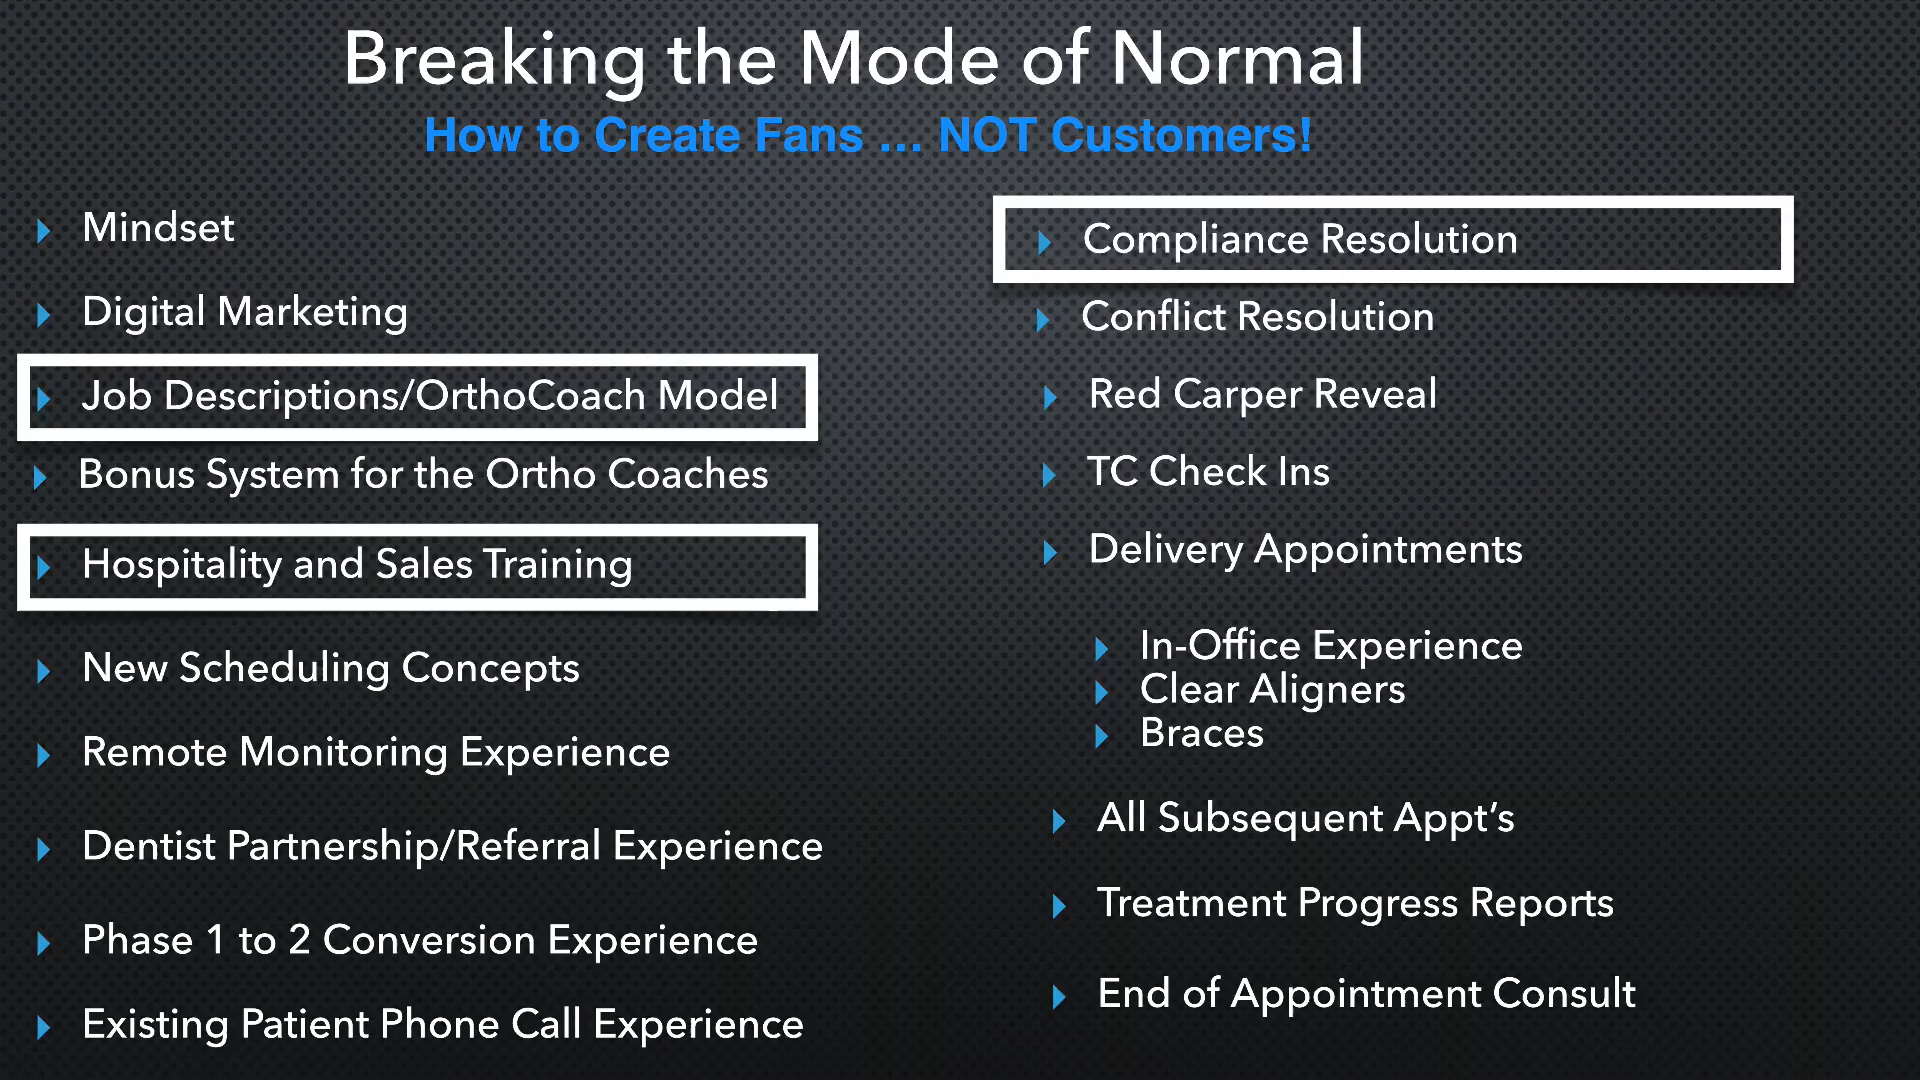 Breaking the Mode of Normal
How to Create Fans ... NOT Customers!
Mindset
Digital Marketing
Job Descriptions/OrthoCoach Model
Bonus System for the Ortho Coaches
Hospitality and Sales Training
New Scheduling Concepts
Remote Monitoring Experience
Dentist Partnership/Referral Experience
Phase 1 to 2 Conversion Experience
Existing Patient Phone Call Experience
Compliance Resolution
Conflict Resolution
Red Carper Reveal
TC Check Ins
Delivery Appointments
In-Office Experience
Clear Aligners
Braces
All Subsequent Appt’s
Treatment Progress Reports
End of Appointment Consult